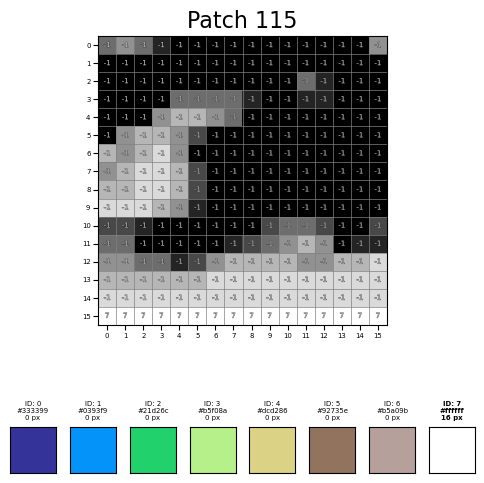 Patch 115
0 -1 -1 -1 -1 -1 -1 -1 -1 -1 -1 -1 -1 -1 -1 -1 -1
1 -1 -1 -1 -1 -1 -1 -1 -1 -1 -1 -1 -1 -1 -1 -1 -1
2 -1 -1 -1 -1 -1 -1 -1 -1 -1 -1 -1 -1 -1 -1 -1 -1
3 -1 -1 -1 -1 -1 -1 -1 -1 -1 -1 -1 -1 -1 -1 -1 -1
4 -1 -1 -1 -1 -1 -1 -1 -1 -1 -1 -1 -1 -1 -1 -1 -1
5 -1 -1 -1 -1 -1 -1 -1 -1 -1 -1 -1 -1 -1 -1 -1 -1
6 -1 -1 -1 -1 -1 -1 -1 -1 -1 -1 -1 -1 -1 -1 -1 -1
7 -1 -1 -1 -1 -1 -1 -1 -1 -1 -1 -1 -1 -1 -1 -1 -1
8 -1 -1 -1 -1 -1 -1 -1 -1 -1 -1 -1 -1 -1 -1 -1 -1
9 -1 -1 -1 -1 -1 -1 -1 -1 -1 -1 -1 -1 -1 -1 -1 -1
10 -1 -1 -1 -1 -1 -1 -1 -1 -1 -1 -1 -1 -1 -1 -1 -1
11 -1 -1 -1 -1 -1 -1 -1 -1 -1 -1 -1 -1 -1 -1 -1 -1
12 -1 -1 -1 -1 -1 -1 -1 -1 -1 -1 -1 -1 -1 -1 -1 -1
13 -1 -1 -1 -1 -1 -1 -1 -1 -1 -1 -1 -1 -1 -1 -1 -1
14 -1 -1 -1 -1 -1 -1 -1 -1 -1 -1 -1 -1 -1 -1 -1 -1
15 7 7 7 7 7 7 7 7 7 7 7 7 7 7 7 7
0 1 2 3 4 5 6 7 8 9 10 11 12 13 14 15
ID: 0 ID: 1 ID: 2 ID: 3 ID: 4 ID: 5 ID: 6 ID: 7
#333399 #0393f9 #21d26c #b5f08a #dcd286 #92735e #b5a09b #ffffff
0 px 0 px 0 px 0 px 0 px 0 px 0 px 16 px